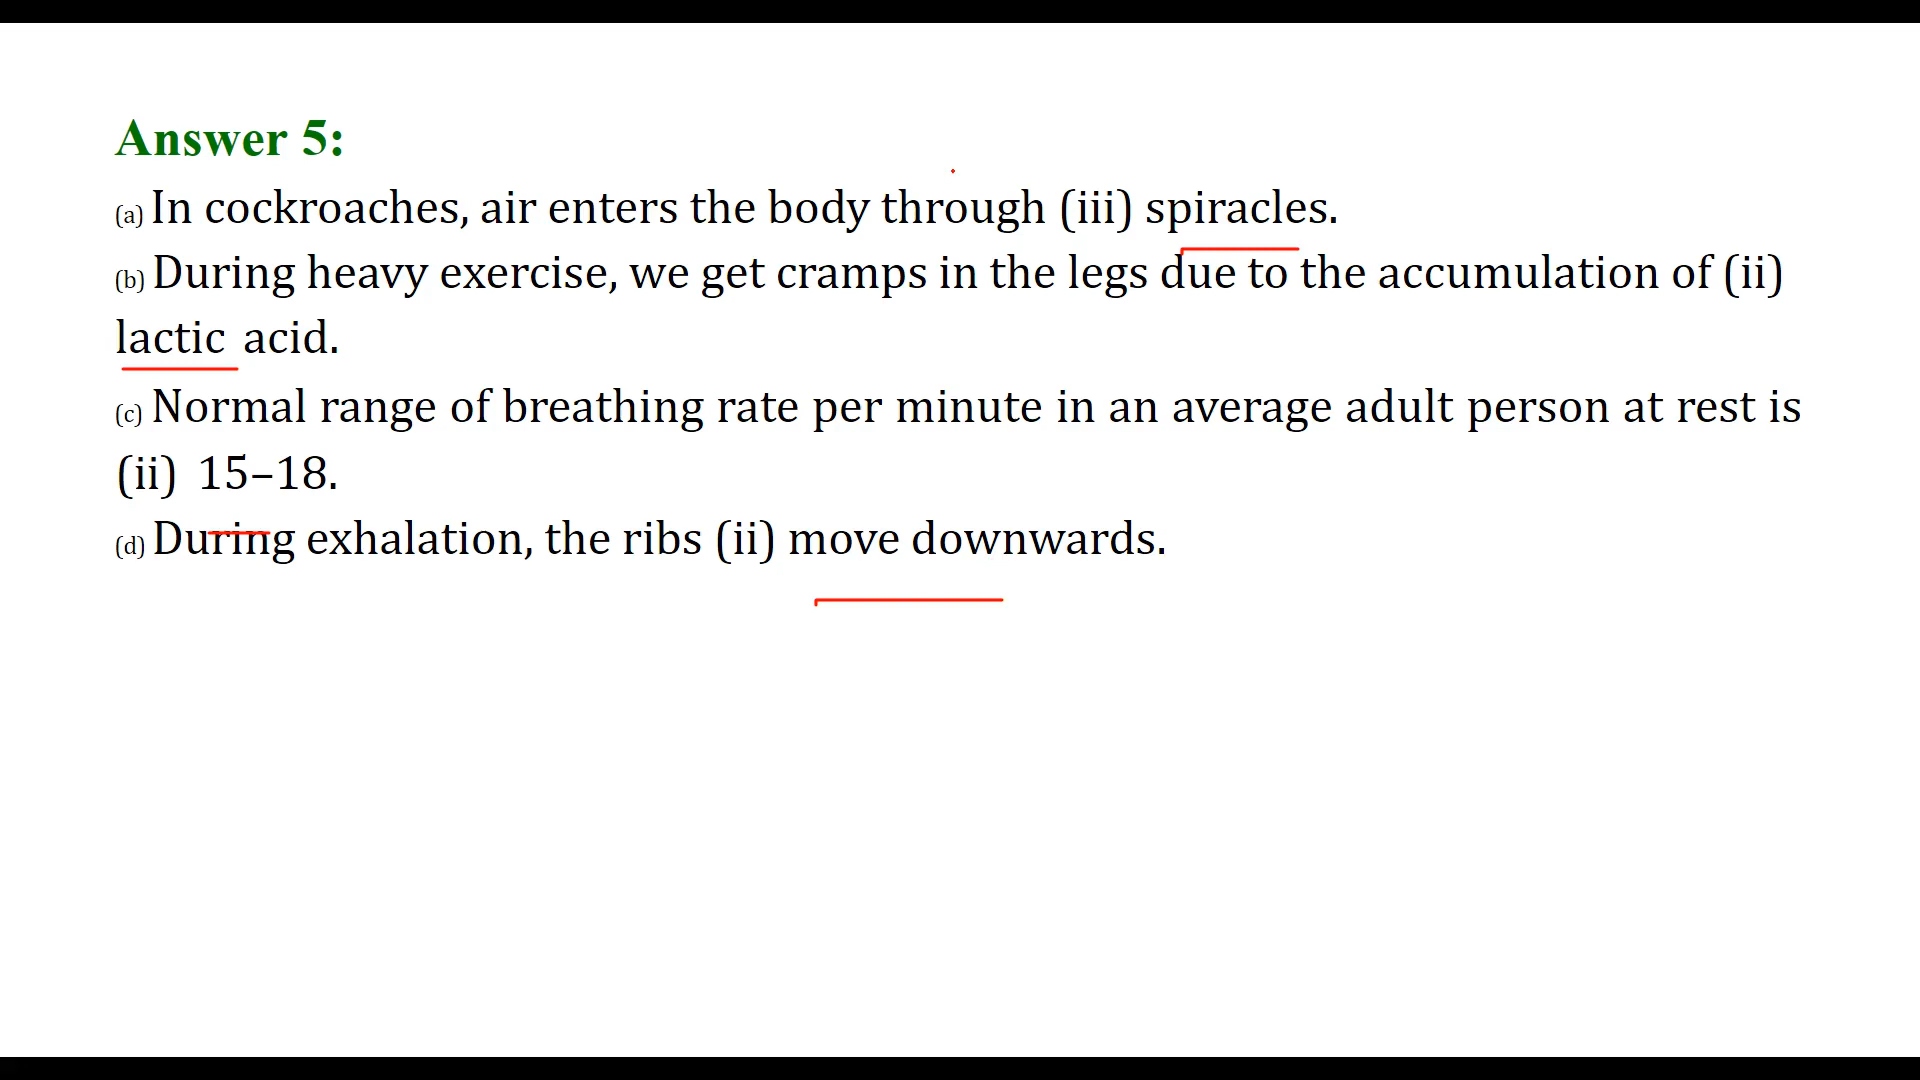 Answer 5:
(a) In cockroaches, air enters the body through (iii) spiracles.
(b) During heavy exercise, we get cramps in the legs due to the accumulation of (ii)
lactic acid.
(c) Normal range of breathing rate per minute in an average adult person at rest is
(ii) 15–18.
(d) During exhalation, the ribs (ii) move downwards.